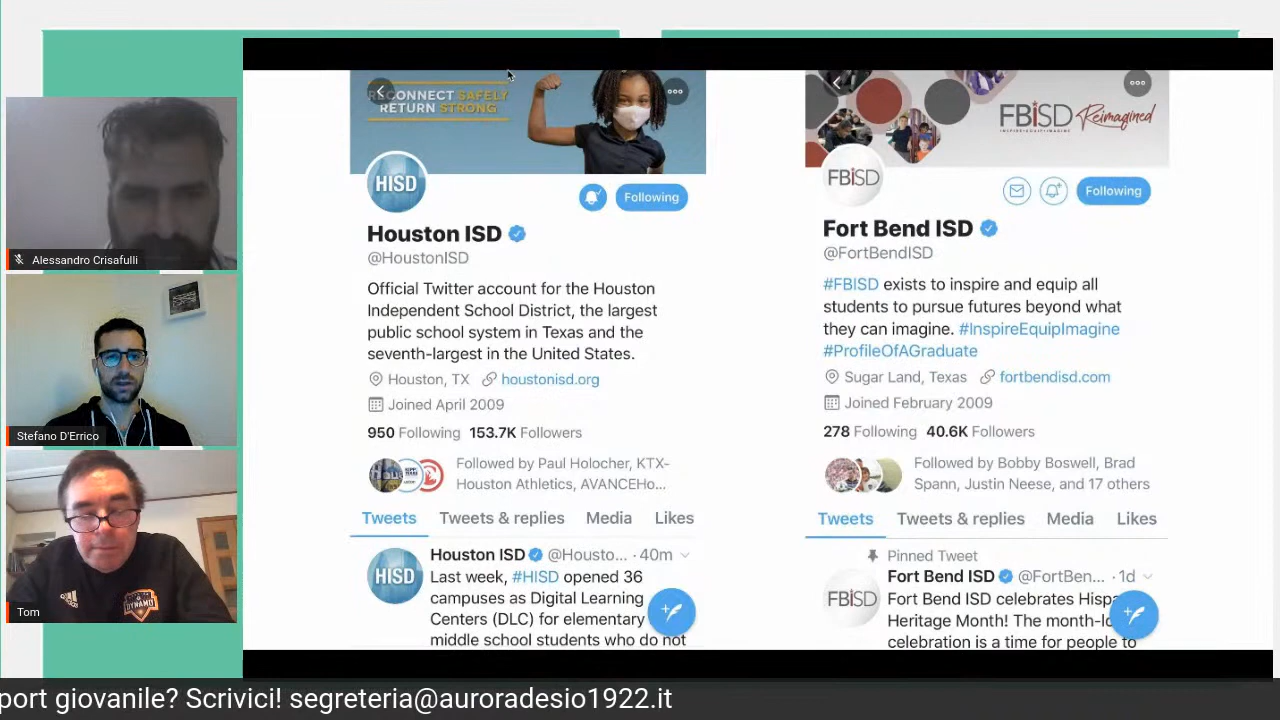 Alessandro Crisafulli
Stefano D'Errico
Tom
DYNAMO
RECONNECT SAFELY
RETURN STRONG
HISD
Following
Houston ISD
@HoustonISD
Official Twitter account for the Houston
Independent School District, the largest
public school system in Texas and the
seventh-largest in the United States.
Houston, TX houstonisd.org
Joined April 2009
950 Following 153.7K Followers
Followed by Paul Holocher, KTX-
Houston Athletics, AVANCEHo...
Tweets Tweets & replies Media Likes
HISD
Houston ISD @Housto... · 40m
Last week, #HISD opened 36
campuses as Digital Learning
Centers (DLC) for elementary
middle school students who do not
FBISD Reimagined
INSPIRE•EQUIP•IMAGINE
FBISD
Following
Fort Bend ISD
@FortBendISD
#FBISD exists to inspire and equip all
students to pursue futures beyond what
they can imagine. #InspireEquipImagine
#ProfileOfAGraduate
Sugar Land, Texas fortbendisd.com
Joined February 2009
278 Following 40.6K Followers
Followed by Bobby Boswell, Brad
Spann, Justin Neese, and 17 others
Tweets Tweets & replies Media Likes
Pinned Tweet
FBISD
Fort Bend ISD @FortBen... · 1d
Fort Bend ISD celebrates Hispa
Heritage Month! The month-lo
celebration is a time for people to
port giovanile? Scrivici! segreteria@auroradesio1922.it